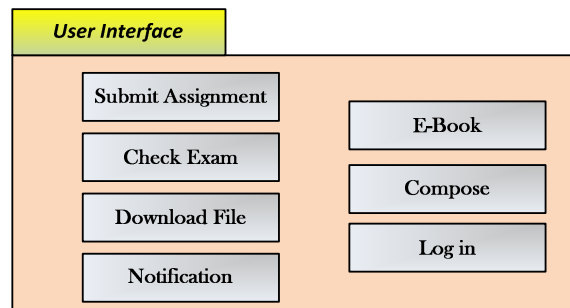 User Interface
Submit Assignment
Check Exam
Download File
Notification
E-Book
Compose
Log in